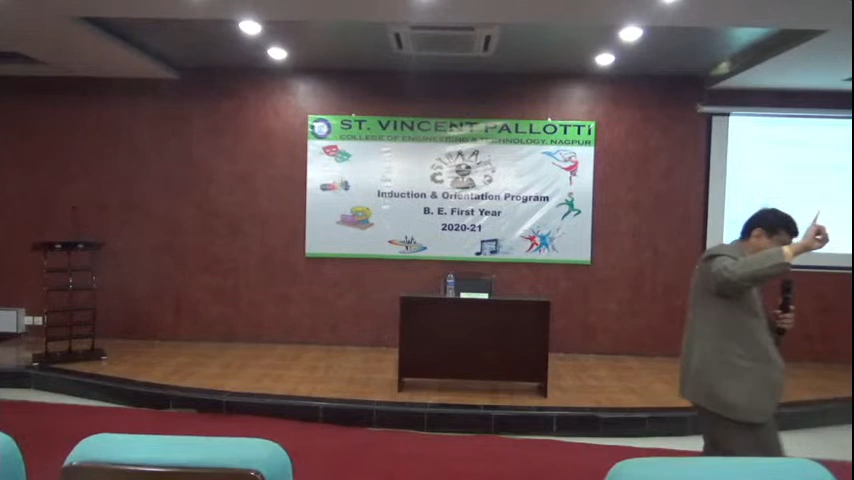 ST. VINCENT PALLOTTI
COLLEGE OF ENGINEERING & TECHNOLOGY, NAGPUR
Induction & Orientation Program
B. E. First Year
2020-21